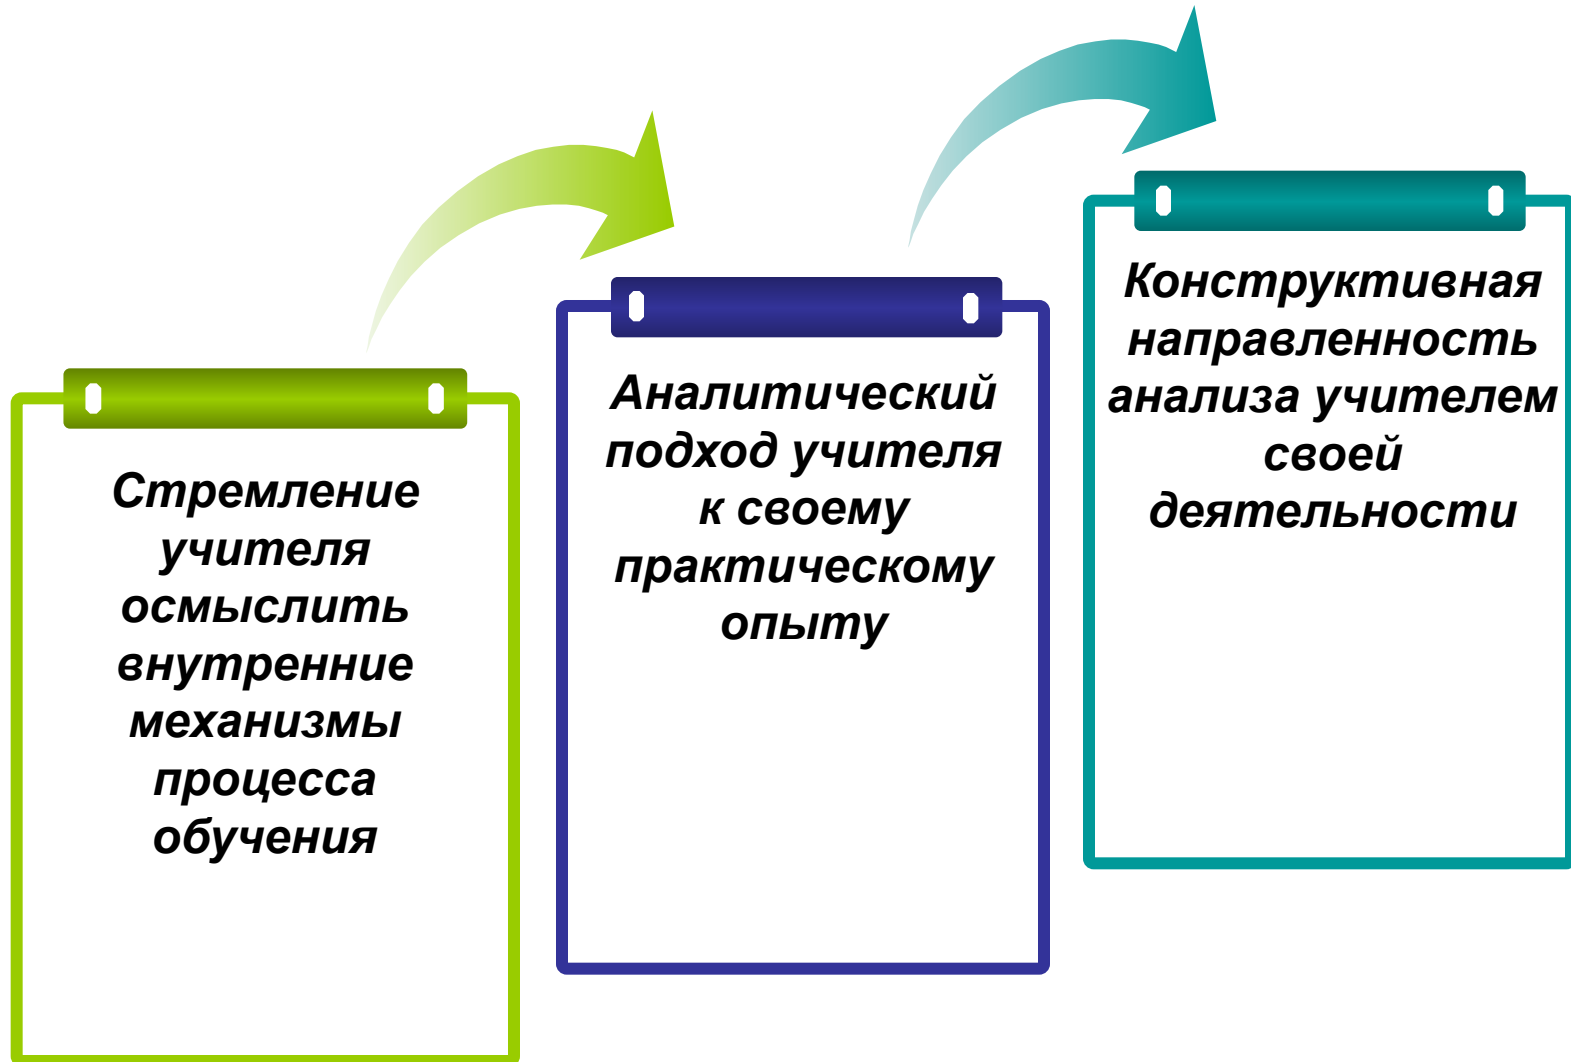 Стремление
учителя
осмыслить
внутренние
механизмы
процесса
обучения
Аналитический
подход учителя
к своему
практическому
опыту
Конструктивная
направленность
анализа учителем
своей
деятельности